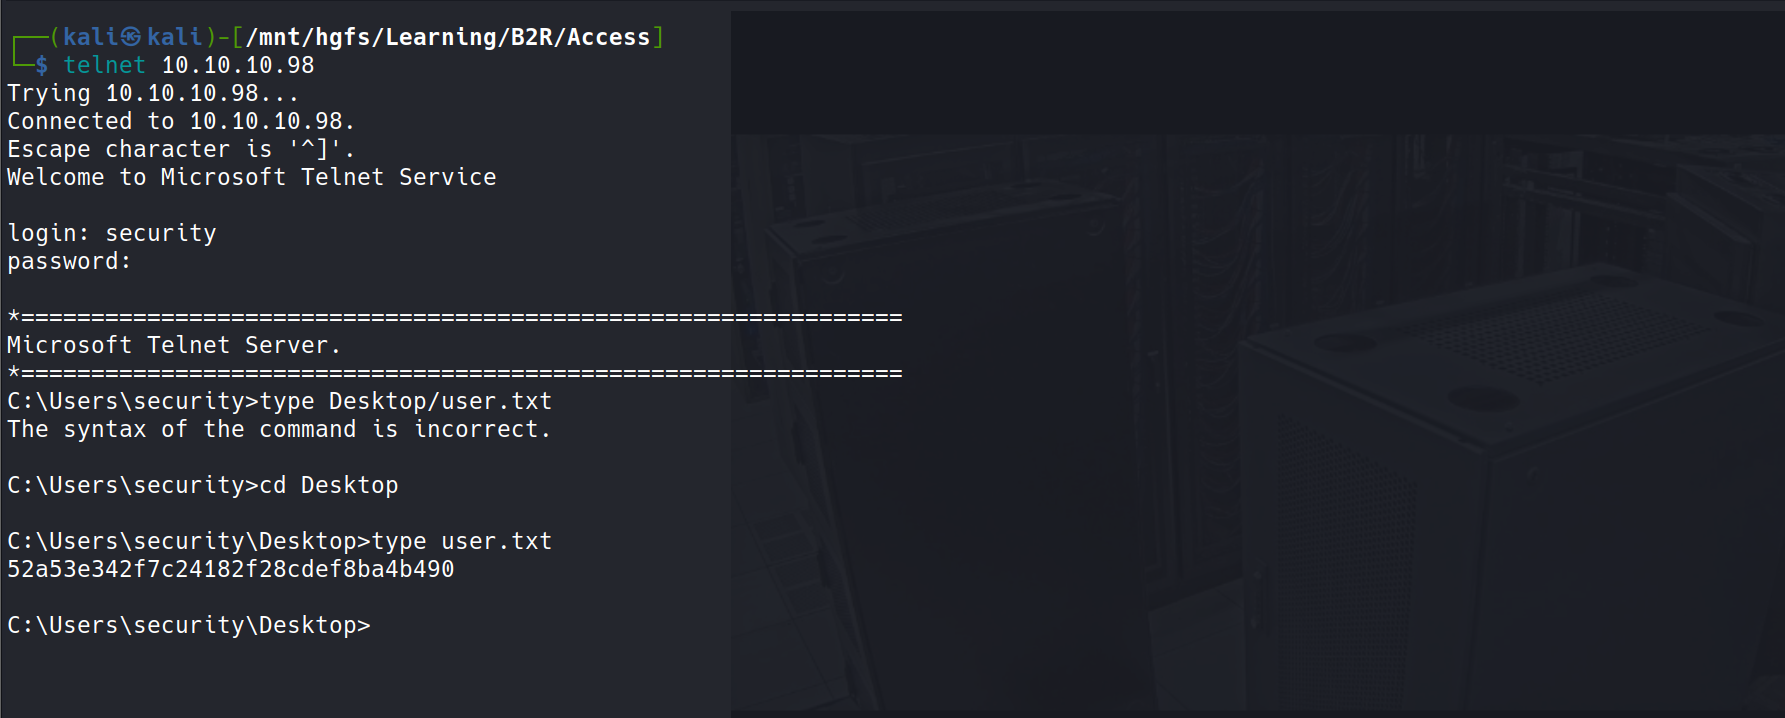 ┌──(kali㉿kali)-[/mnt/hgfs/Learning/B2R/Access]
└─$ telnet 10.10.10.98
Trying 10.10.10.98...
Connected to 10.10.10.98.
Escape character is '^]'.
Welcome to Microsoft Telnet Service
login: security
password:
*===============================================================
Microsoft Telnet Server.
*===============================================================
C:\Users\security>type Desktop/user.txt
The syntax of the command is incorrect.
C:\Users\security>cd Desktop
C:\Users\security\Desktop>type user.txt
52a53e342f7c24182f28cdef8ba4b490
C:\Users\security\Desktop>